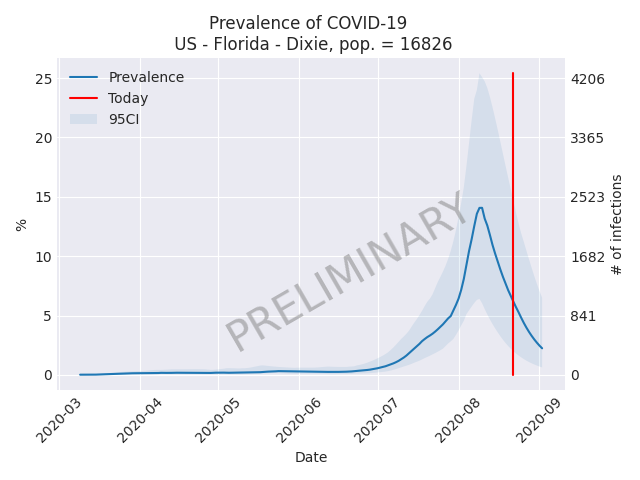 Prevalence of COVID-19
US - Florida - Dixie, pop. = 16826
Prevalence
Today
95CI
25
20
15
10
5
0
%
4206
3365
2523
1682
841
0
# of infections
PRELIMINARY
2020-03
2020-04
2020-05
2020-06
2020-07
2020-08
2020-09
Date